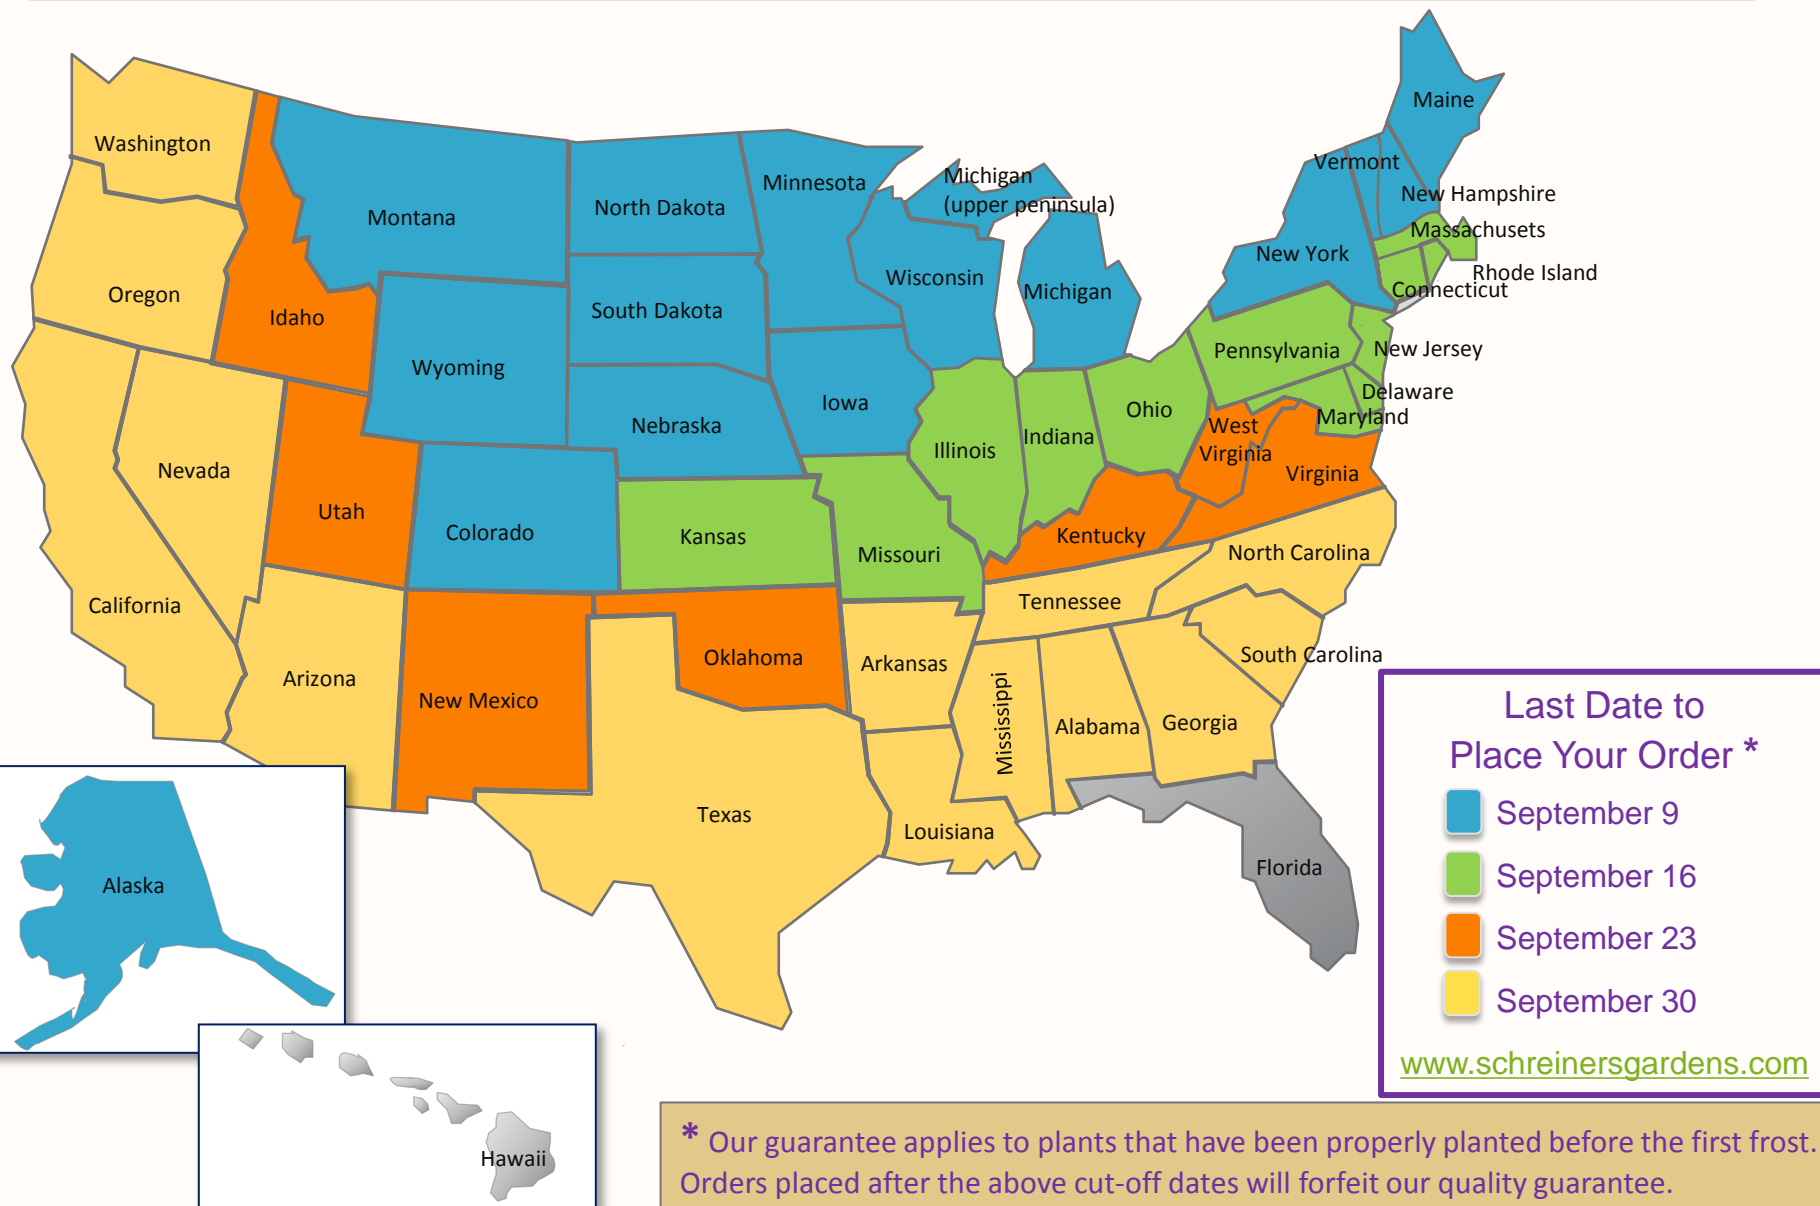 Washington
Oregon
California
Nevada
Idaho
Utah
Arizona
Montana
Wyoming
Colorado
New Mexico
North Dakota
South Dakota
Nebraska
Kansas
Oklahoma
Texas
Minnesota
Iowa
Missouri
Arkansas
Louisiana
Wisconsin
Illinois
Michigan
(upper peninsula)
Michigan
Indiana
Ohio
Kentucky
Tennessee
Mississippi
Alabama
Georgia
Florida
South Carolina
North Carolina
Virginia
West
Virginia
Maryland
Delaware
New Jersey
Pennsylvania
New York
Connecticut
Rhode Island
Massachusets
New Hampshire
Vermont
Maine
Alaska
Hawaii
Last Date to
Place Your Order *
September 9
September 16
September 23
September 30
www.schreinersgardens.com
* Our guarantee applies to plants that have been properly planted before the first frost.
Orders placed after the above cut-off dates will forfeit our quality guarantee.